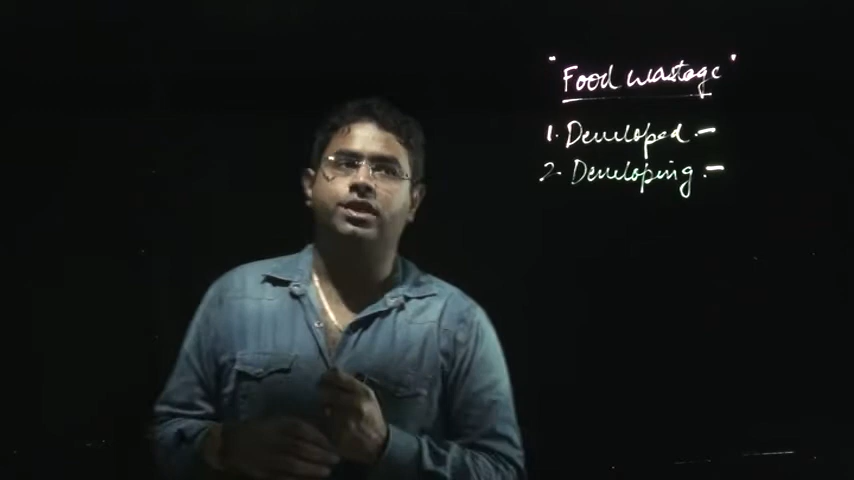 "Food wastage"
1. Developed -
2. Developing -